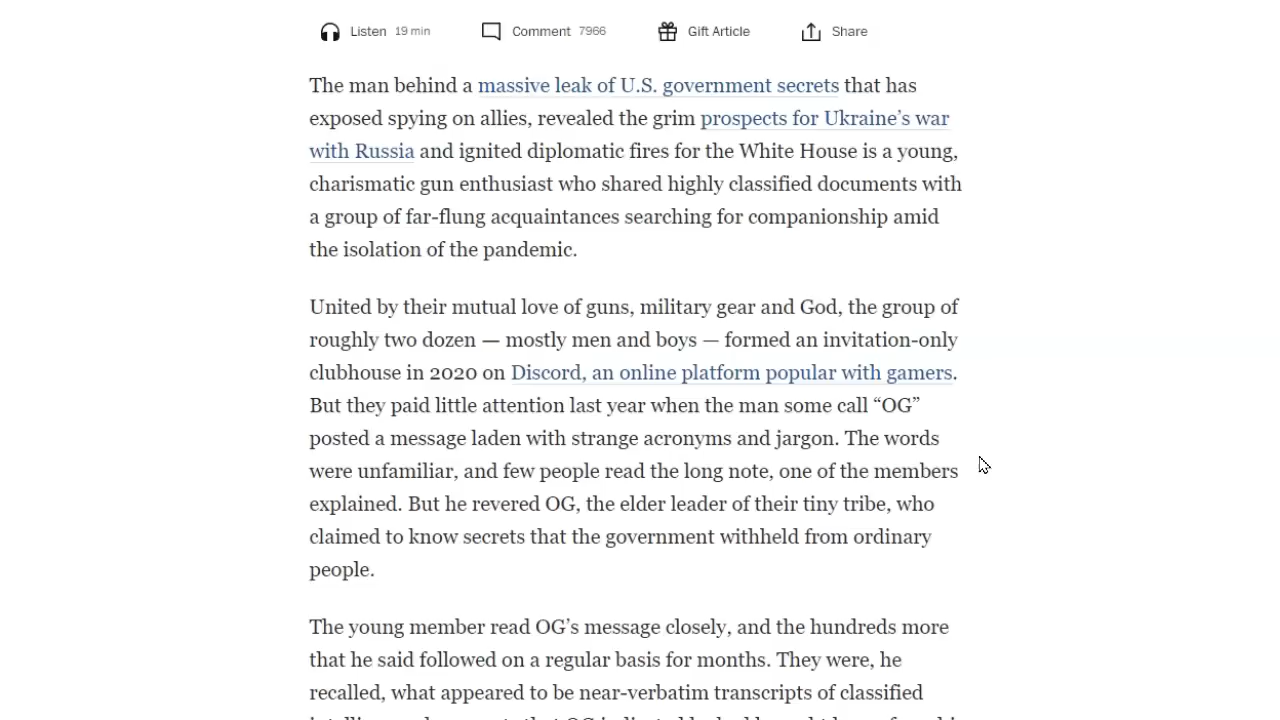 Listen 19 min Comment 7966 Gift Article Share
The man behind a massive leak of U.S. government secrets that has
exposed spying on allies, revealed the grim prospects for Ukraine’s war
with Russia and ignited diplomatic fires for the White House is a young,
charismatic gun enthusiast who shared highly classified documents with
a group of far-flung acquaintances searching for companionship amid
the isolation of the pandemic.
United by their mutual love of guns, military gear and God, the group of
roughly two dozen — mostly men and boys — formed an invitation-only
clubhouse in 2020 on Discord, an online platform popular with gamers.
But they paid little attention last year when the man some call “OG”
posted a message laden with strange acronyms and jargon. The words
were unfamiliar, and few people read the long note, one of the members
explained. But he revered OG, the elder leader of their tiny tribe, who
claimed to know secrets that the government withheld from ordinary
people.
The young member read OG’s message closely, and the hundreds more
that he said followed on a regular basis for months. They were, he
recalled, what appeared to be near-verbatim transcripts of classified